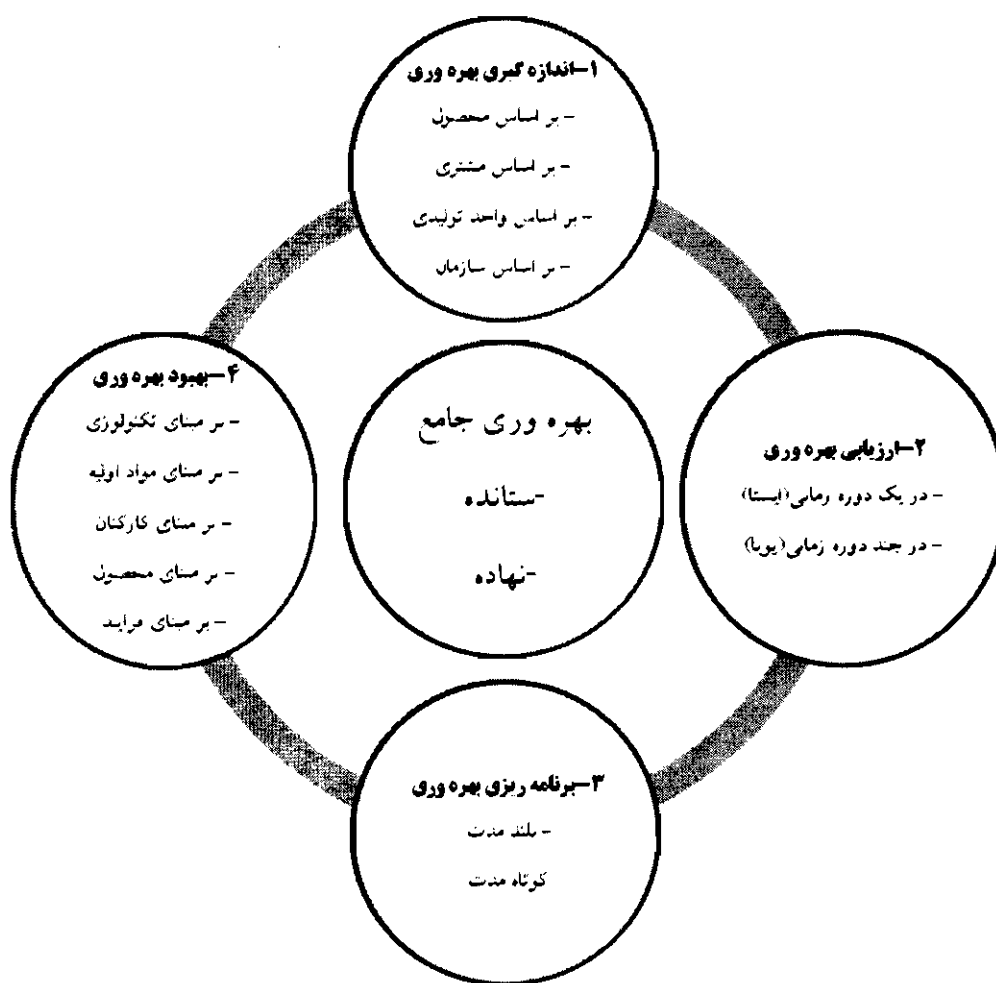 ۱-اندازه گیری بهره وری
- بر اساس محصول
- بر اساس مشتری
- بر اساس واحد تولیدی
- بر اساس سازمان
۲-ارزیابی بهره وری
- در یک دوره زمانی(ایستا)
- در چند دوره زمانی(پویا)
۳-برنامه ریزی بهره وری
- بلند مدت
کوتاه مدت
۴-بهبود بهره وری
- بر مبنای تکنولوژی
- بر مبنای مواد اولیه
- بر مبنای کارکنان
- بر مبنای محصول
- بر مبنای فرایند
بهره وری جامع
-ستانده
-نهاده